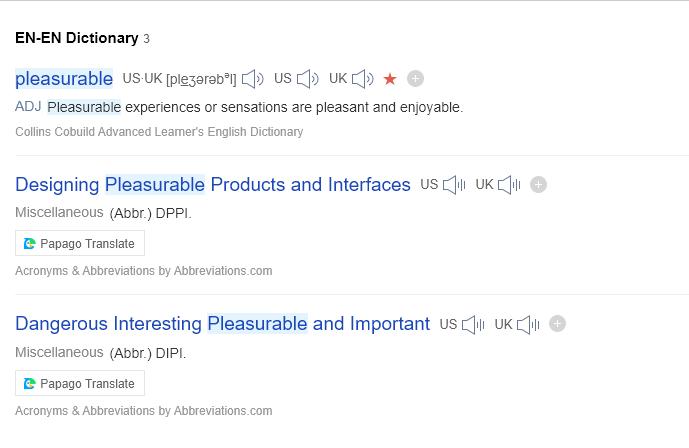 EN-EN Dictionary 3
pleasurable US·UK [pleʒərəbᵊl] US UK
ADJ Pleasurable experiences or sensations are pleasant and enjoyable.
Collins Cobuild Advanced Learner's English Dictionary
Designing Pleasurable Products and Interfaces US UK
Miscellaneous (Abbr.) DPPI.
Papago Translate
Acronyms & Abbreviations by Abbreviations.com
Dangerous Interesting Pleasurable and Important US UK
Miscellaneous (Abbr.) DIPI.
Papago Translate
Acronyms & Abbreviations by Abbreviations.com